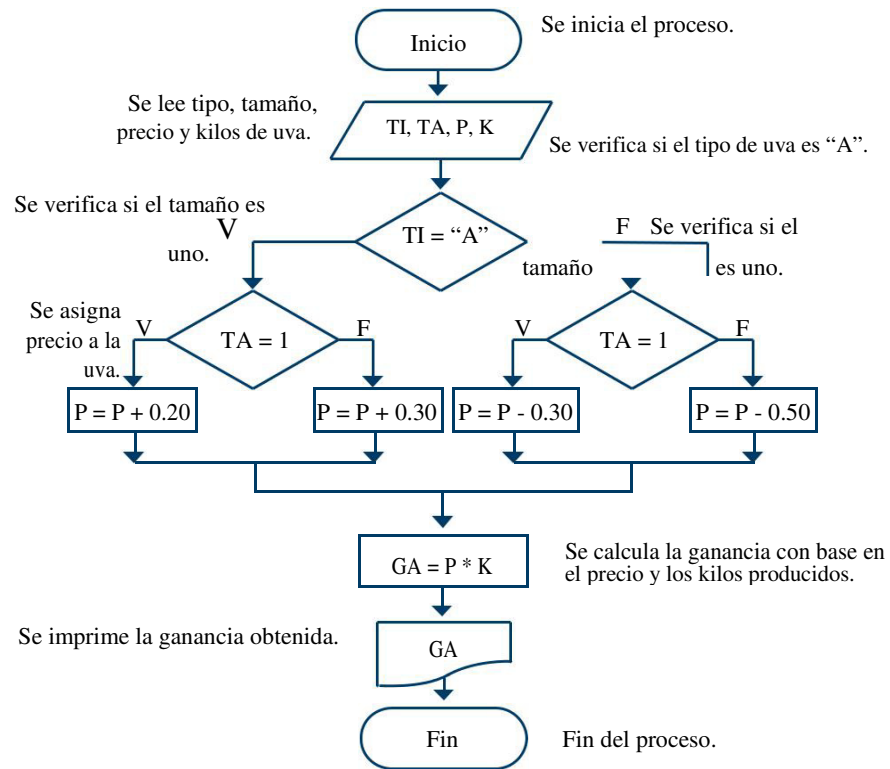 Inicio
Se inicia el proceso.
Se lee tipo, tamaño,
precio y kilos de uva.
TI, TA, P, K
Se verifica si el tipo de uva es “A”.
Se verifica si el tamaño es
uno.
V
TI = “A”
F
Se verifica si el
tamaño
es uno.
Se asigna
precio a la
uva.
V
TA = 1
F
V
TA = 1
F
P = P + 0.20
P = P + 0.30
P = P - 0.30
P = P - 0.50
GA = P * K
Se calcula la ganancia con base en
el precio y los kilos producidos.
Se imprime la ganancia obtenida.
GA
Fin
Fin del proceso.